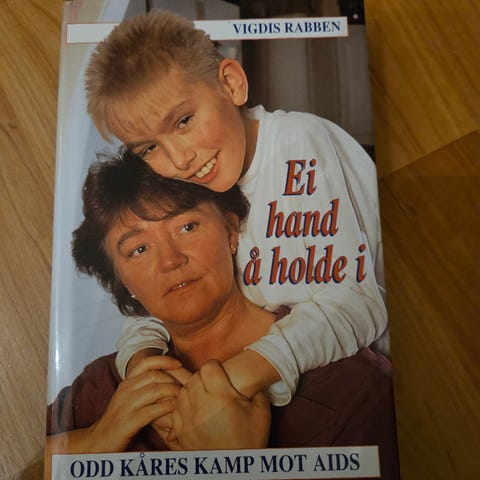 VIGDIS RABBEN
Ei
hand
å holde i
ODD KÅRES KAMP MOT AIDS